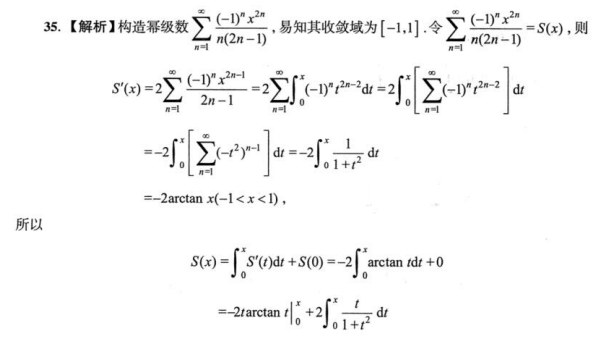 35.【解析】构造幂级数 $\sum_{n=1}^{\infty}\frac{(-1)^n x^{2n}}{n(2n-1)}$ , 易知其收敛域为[-1,1] . 令 $\sum_{n=1}^{\infty}\frac{(-1)^n x^{2n}}{n(2n-1)}=S(x)$ , 则
$S'(x)=2\sum_{n=1}^{\infty}\frac{(-1)^n x^{2n-1}}{2n-1}=2\sum_{n=1}^{\infty}\int_0^x(-1)^n t^{2n-2}dt=2\int_0^x\left[\sum_{n=1}^{\infty}(-1)^n t^{2n-2}\right]dt$
$=-2\int_0^x\left[\sum_{n=1}^{\infty}(-t^2)^{n-1}\right]dt=-2\int_0^x\frac{1}{1+t^2}dt$
$=-2\arctan x(-1<x<1)$ ,
所以
$S(x)=\int_0^x S'(t)dt+S(0)=-2\int_0^x\arctan tdt+0$
$=-2t\arctan t\big|_0^x+2\int_0^x\frac{t}{1+t^2}dt$